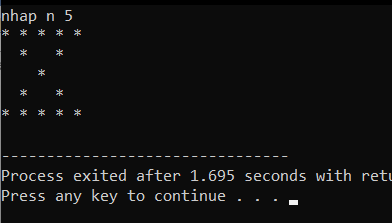 nhap n 5
* * * * *
  *   *
    *
  *   *
* * * * *
--------------------------------
Process exited after 1.695 seconds with retu
Press any key to continue . . .